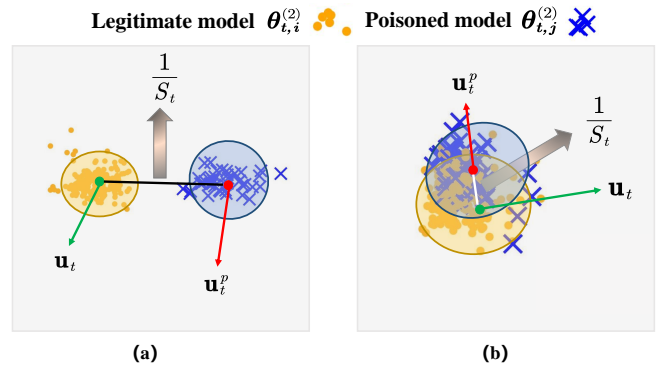 Legitimate model θ_{t,i}^{(2)} Poisoned model θ_{t,j}^{(2)}
1/S_t
u_t
u_t^p
(a)
u_t^p
1/S_t
u_t
(b)